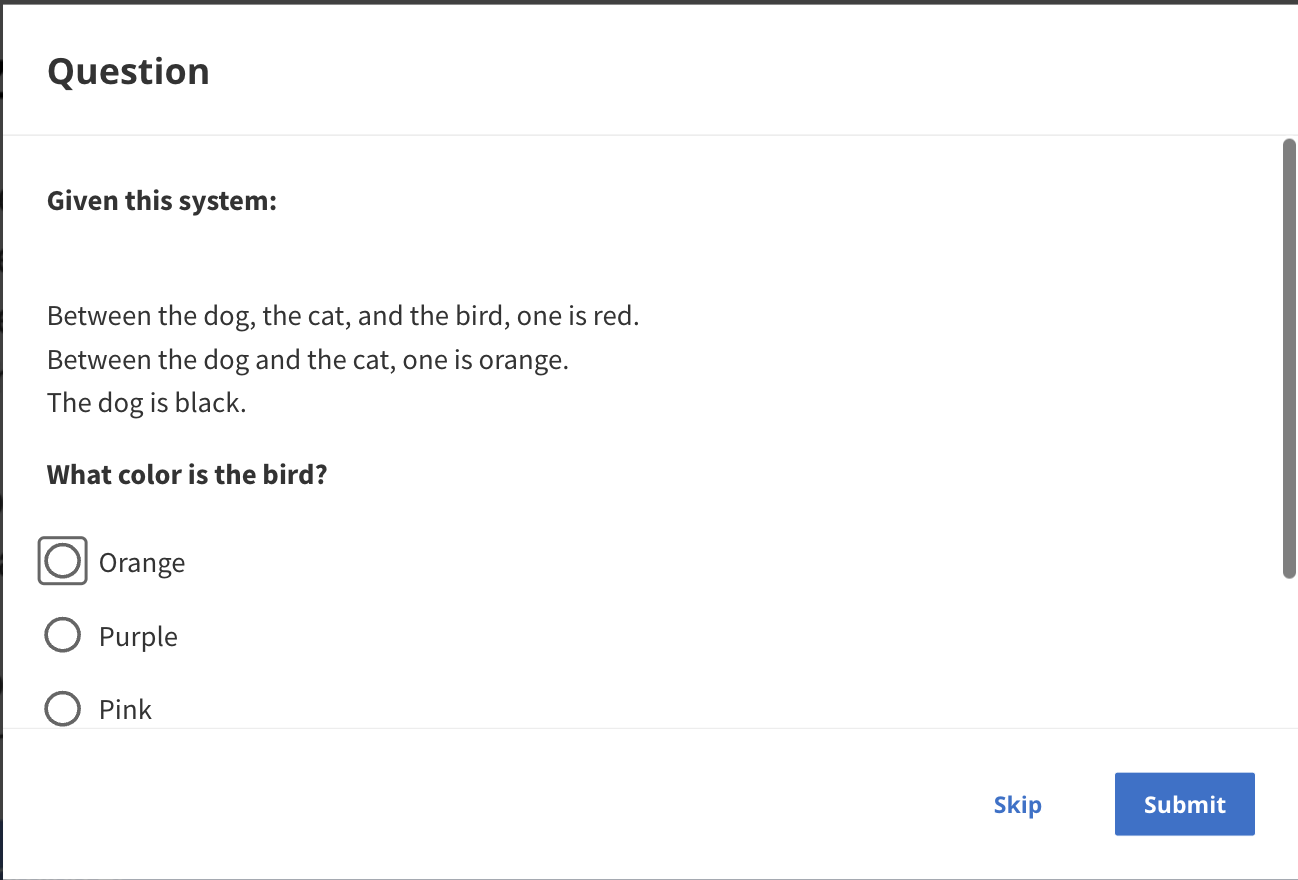 Question
Given this system:
Between the dog, the cat, and the bird, one is red.
Between the dog and the cat, one is orange.
The dog is black.
What color is the bird?
Orange
Purple
Pink
Skip
Submit